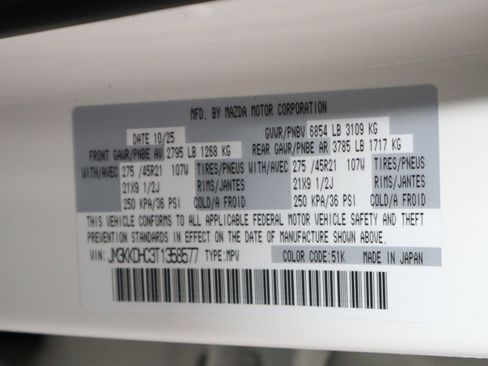 MFD. BY MAZDA MOTOR CORPORATION
DATE 10/25 GVWR/PNBV 6854 LB 3109 KG
FRONT GAWR/PNBE AV 2795 LB 1268 KG REAR GAWR/PNBE AR 3785 LB 1717 KG
WITH/AVEC 275 /45R21 107W TIRES/PNEUS WITH/AVEC 275 /45R21 107W TIRES/PNEUS
21X9 1/2J RIMS/JANTES 21X9 1/2J RIMS/JANTES
250 KPA/36 PSI COLD/A FROID 250 KPA/36 PSI COLD/A FROID
THIS VEHICLE CONFORMS TO ALL APPLICABLE FEDERAL MOTOR VEHICLE SAFETY AND THEFT
PREVENTION STANDARDS IN EFFECT ON THE DATE OF MANUFACTURE SHOWN ABOVE.
VIN: JM3KKDHC3T1358577 TYPE:MPV COLOR CODE:51K MADE IN JAPAN